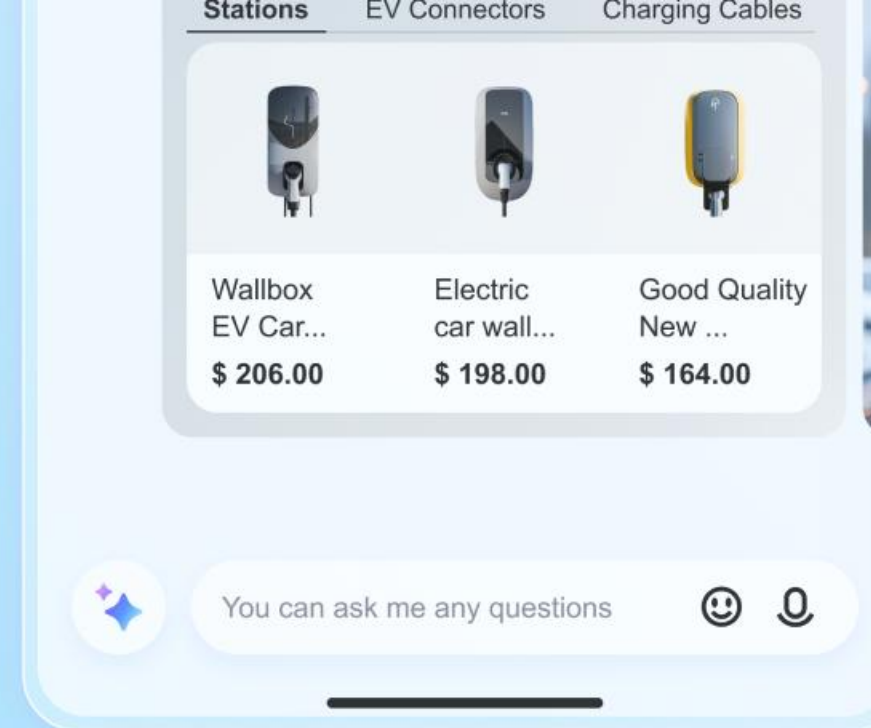 Stations EV Connectors Charging Cables
Wallbox
EV Car...
$ 206.00
Electric
car wall...
$ 198.00
Good Quality
New ...
$ 164.00
You can ask me any questions